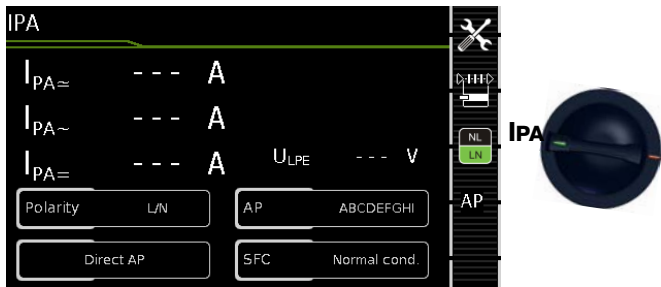 IPA
IPA≂ --- A
IPA~ --- A
IPA= --- A
ULPE --- V
NL
LN
IPA
Polarity L/N
AP ABCDEFGHI
AP
Direct AP
SFC Normal cond.